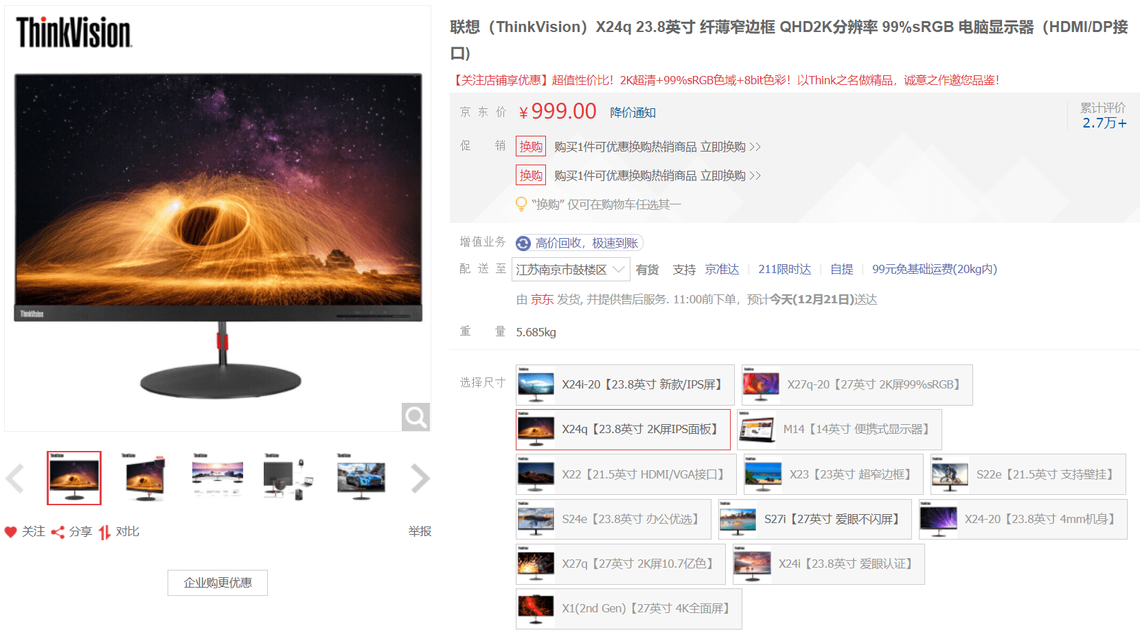 ThinkVision
联想（ThinkVision）X24q 23.8英寸 纤薄窄边框 QHD2K分辨率 99%sRGB 电脑显示器（HDMI/DP接
口)
【关注店铺享优惠】超值性价比！2K超清+99%sRGB色域+8bit色彩！以Think之名做精品，诚意之作邀您品鉴！
京东价 ￥999.00 降价通知
累计评价
2.7万+
促销 换购 购买1件可优惠换购热销商品 立即换购 >>
换购 购买1件可优惠换购热销商品 立即换购 >>
“换购” 仅可在购物车任选其一
增值业务 高价回收，极速到账
配送至 江苏南京市鼓楼区 有货 支持 京准达 211限时达 自提 99元免基础运费(20kg内)
由 京东 发货, 并提供售后服务. 11:00前下单，预计今天(12月21日)送达
重量 5.685kg
选择尺寸 X24i-20【23.8英寸 新款/IPS屏】 X27q-20【27英寸 2K屏99%sRGB】
X24q【23.8英寸 2K屏IPS面板】 M14【14英寸 便携式显示器】
X22【21.5英寸 HDMI/VGA接口】 X23【23英寸 超窄边框】 S22e【21.5英寸 支持壁挂】
S24e【23.8英寸 办公优选】 S27i【27英寸 爱眼不闪屏】 X24-20【23.8英寸 4mm机身】
X27q【27英寸 2K屏10.7亿色】 X24i【23.8英寸 爱眼认证】
X1(2nd Gen)【27英寸 4K全面屏】
ThinkVision
关注 分享 对比 举报
企业购更优惠